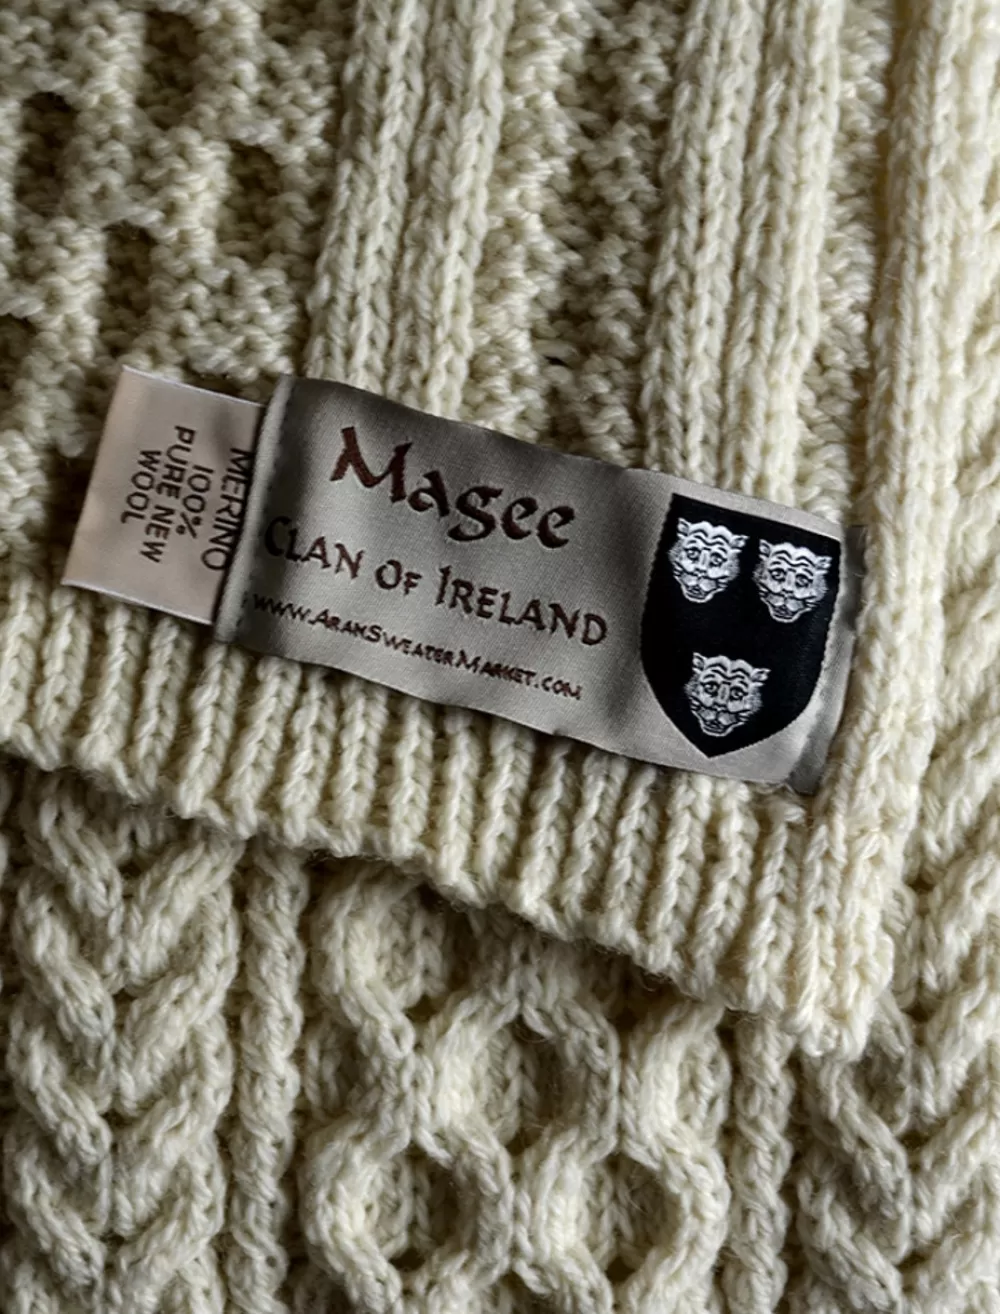 MERINO
100%
PURE NEW
WOOL
Magee
CLAN OF IRELAND
www.AranSweaterMarket.com